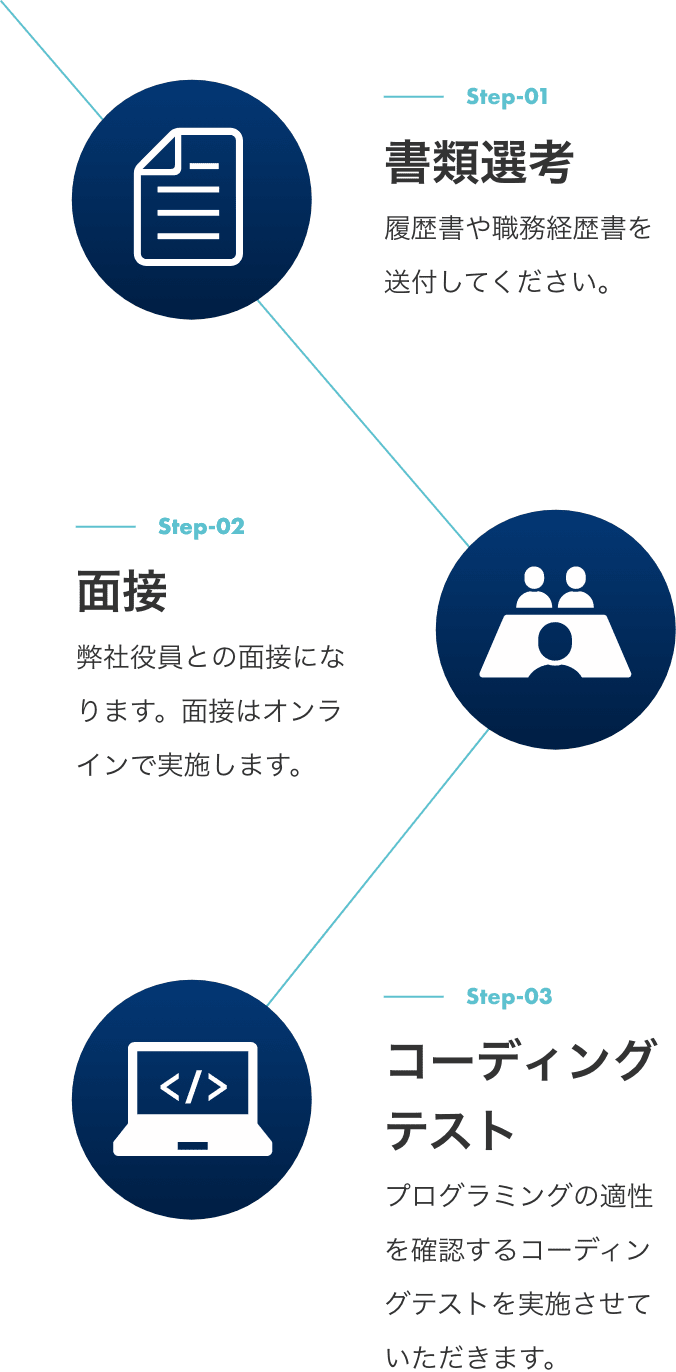 Step-01
書類選考
履歴書や職務経歴書を
送付してください。
Step-02
面接
弊社役員との面接にな
ります。面接はオンラ
インで実施します。
</>
Step-03
コーディング
テスト
プログラミングの適性
を確認するコーディン
グテストを実施させて
いただきます。